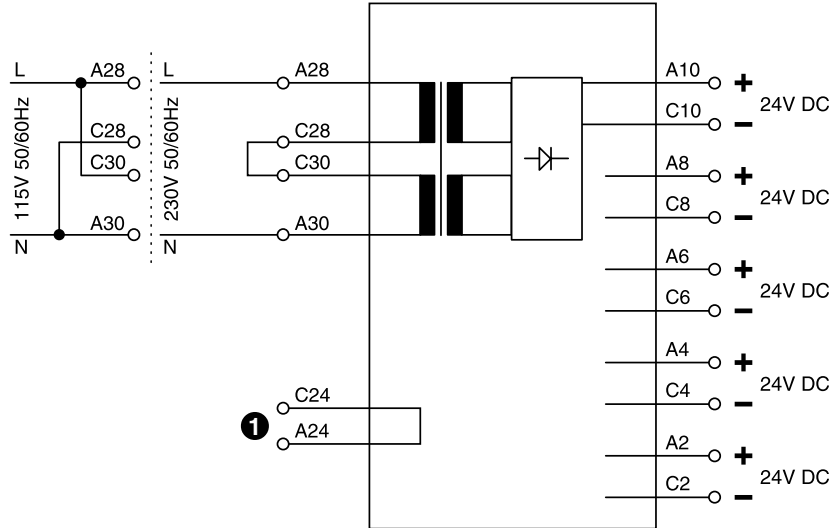 L
A28
C28
C30
A30
N
115V 50/60Hz
L
A28
C28
C30
A30
N
230V 50/60Hz
1
C24
A24
A10
+
24V DC
C10
−
A8
+
24V DC
C8
−
A6
+
24V DC
C6
−
A4
+
24V DC
C4
−
A2
+
24V DC
C2
−